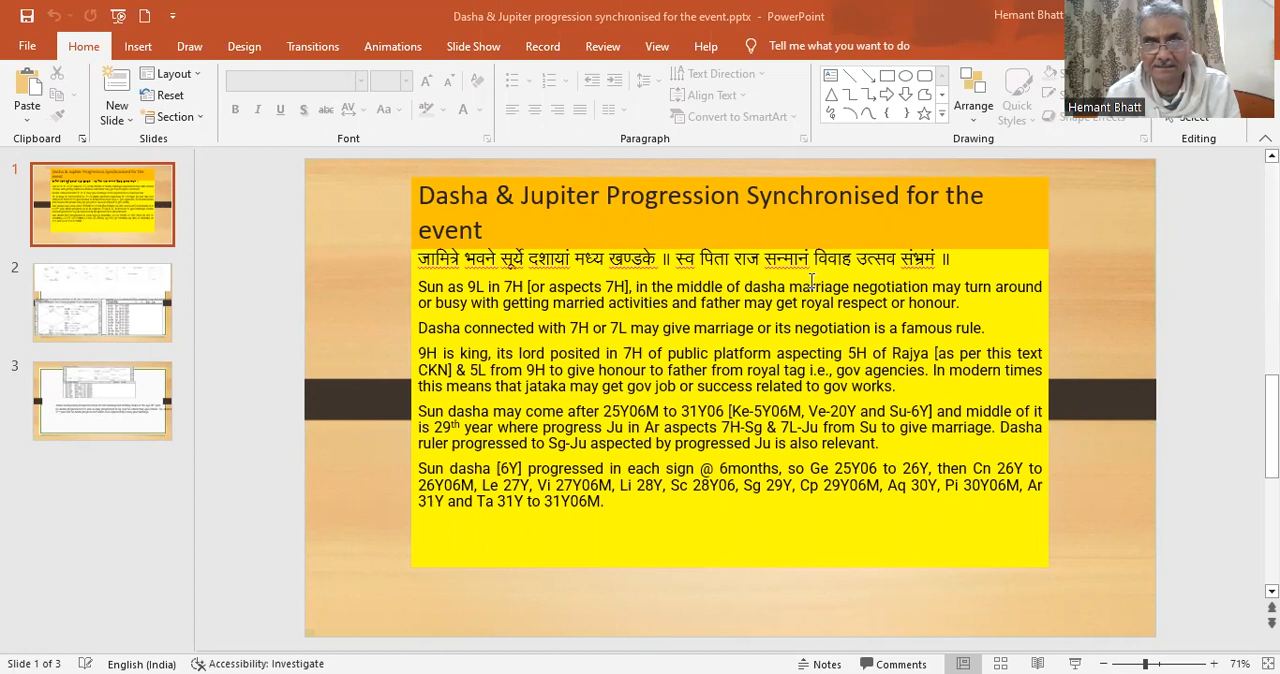 Dasha & Jupiter progression synchronised for the event.pptx - PowerPoint
Hemant Bhatt
File Home Insert Draw Design Transitions Animations Slide Show Record Review View Help Tell me what you want to do
Paste
New
Slide
Layout
Reset
Section
B I U S abc AV Aa A
Text Direction
Align Text
Convert to SmartArt
Arrange
Quick
Styles
Select
Hemant Bhatt
Clipboard Slides Font Paragraph Drawing Editing
1
2
3
Dasha & Jupiter Progression Synchronised for the
event
जामित्रे भवने सूर्ये दशायां मध्य खण्डके ॥ स्व पिता राज सन्मानं विवाह उत्सव संभ्रमं ॥
Sun as 9L in 7H [or aspects 7H], in the middle of dasha marriage negotiation may turn around
or busy with getting married activities and father may get royal respect or honour.
Dasha connected with 7H or 7L may give marriage or its negotiation is a famous rule.
9H is king, its lord posited in 7H of public platform aspecting 5H of Rajya [as per this text
CKN] & 5L from 9H to give honour to father from royal tag i.e., gov agencies. In modern times
this means that jataka may get gov job or success related to gov works.
Sun dasha may come after 25Y06M to 31Y06 [Ke-5Y06M, Ve-20Y and Su-6Y] and middle of it
is 29th year where progress Ju in Ar aspects 7H-Sg & 7L-Ju from Su to give marriage. Dasha
ruler progressed to Sg-Ju aspected by progressed Ju is also relevant.
Sun dasha [6Y] progressed in each sign @ 6months, so Ge 25Y06 to 26Y, then Cn 26Y to
26Y06M, Le 27Y, Vi 27Y06M, Li 28Y, Sc 28Y06, Sg 29Y, Cp 29Y06M, Aq 30Y, Pi 30Y06M, Ar
31Y and Ta 31Y to 31Y06M.
Slide 1 of 3 English (India) Accessibility: Investigate Notes Comments 71%